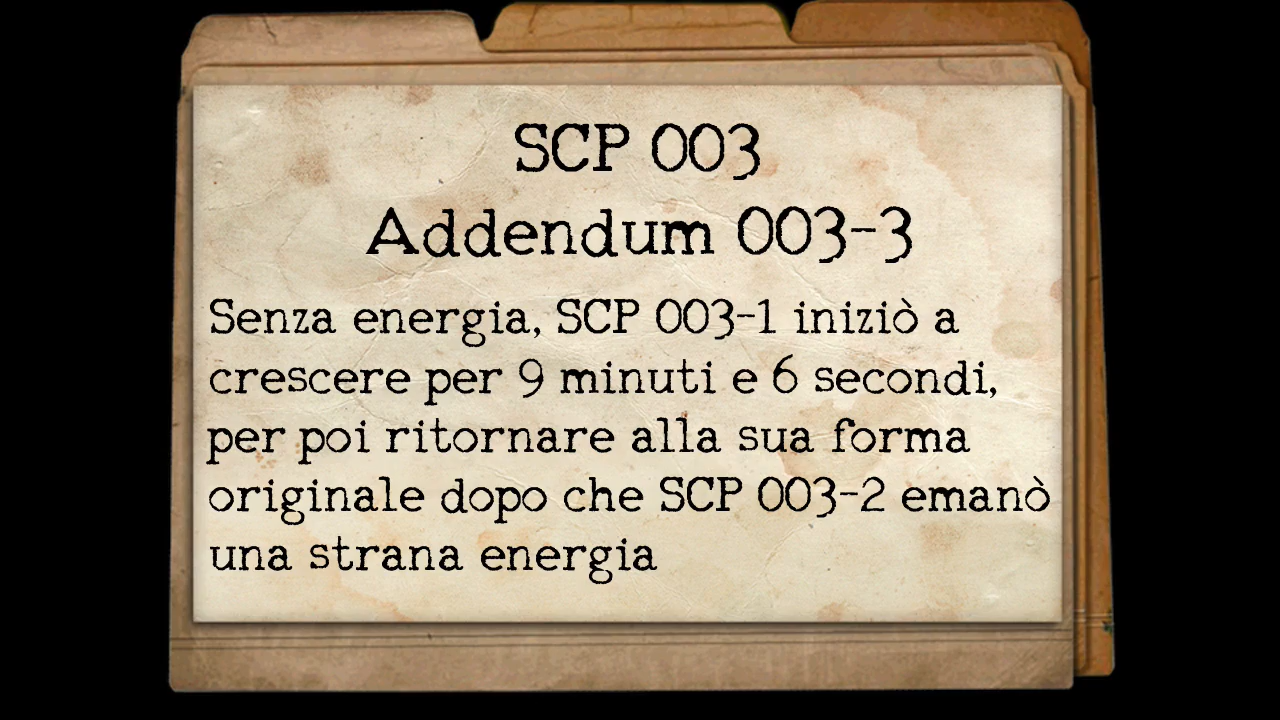 SCP 003
Addendum 003-3
Senza energia, SCP 003-1 iniziò a
crescere per 9 minuti e 6 secondi,
per poi ritornare alla sua forma
originale dopo che SCP 003-2 emanò
una strana energia